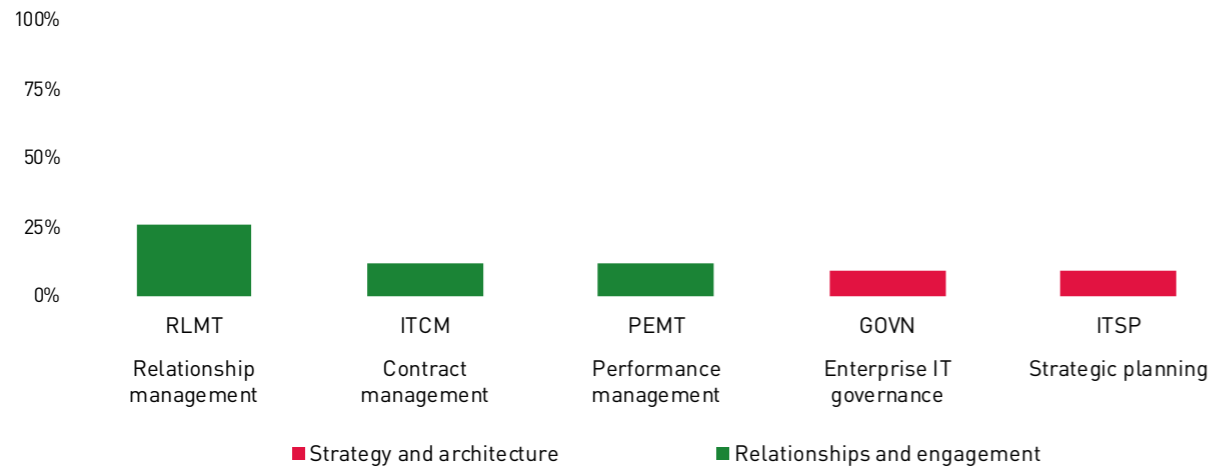 100%
75%
50%
25%
0%
RLMT
ITCM
PEMT
GOVN
ITSP
Relationship
management
Contract
management
Performance
management
Enterprise IT
governance
Strategic planning
Strategy and architecture
Relationships and engagement